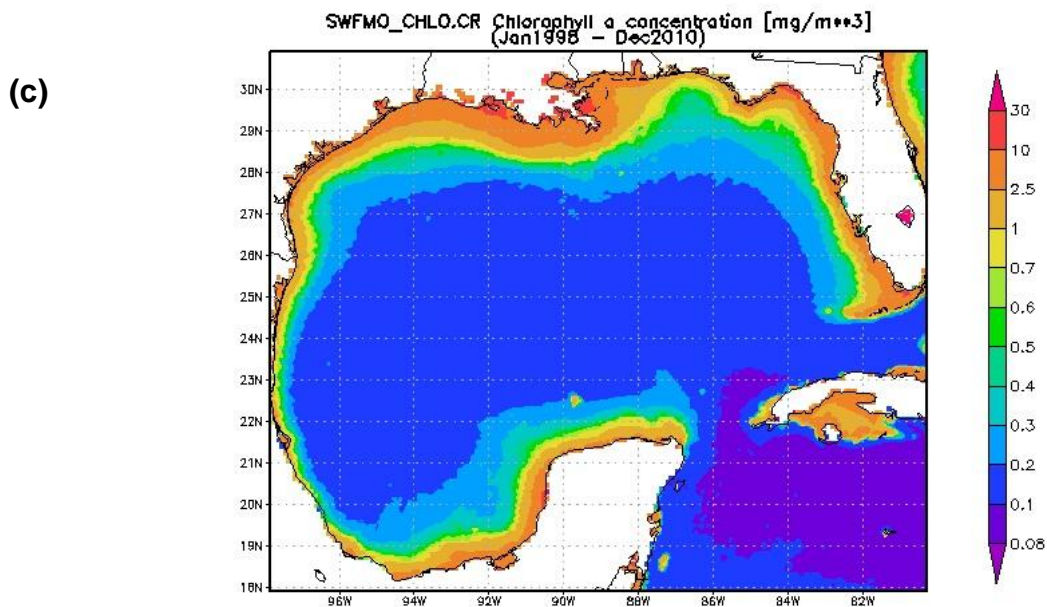 SWFMO_CHLO.CR Chlorophyll a concentration [mg/m**3]
(Jan1998 - Dec2010)
(c)
30N
29N
28N
27N
26N
25N
24N
23N
22N
21N
20N
19N
18N
96W 94W 92W 90W 88W 86W 84W 82W
30
10
2.5
1
0.7
0.6
0.5
0.4
0.3
0.2
0.1
0.08